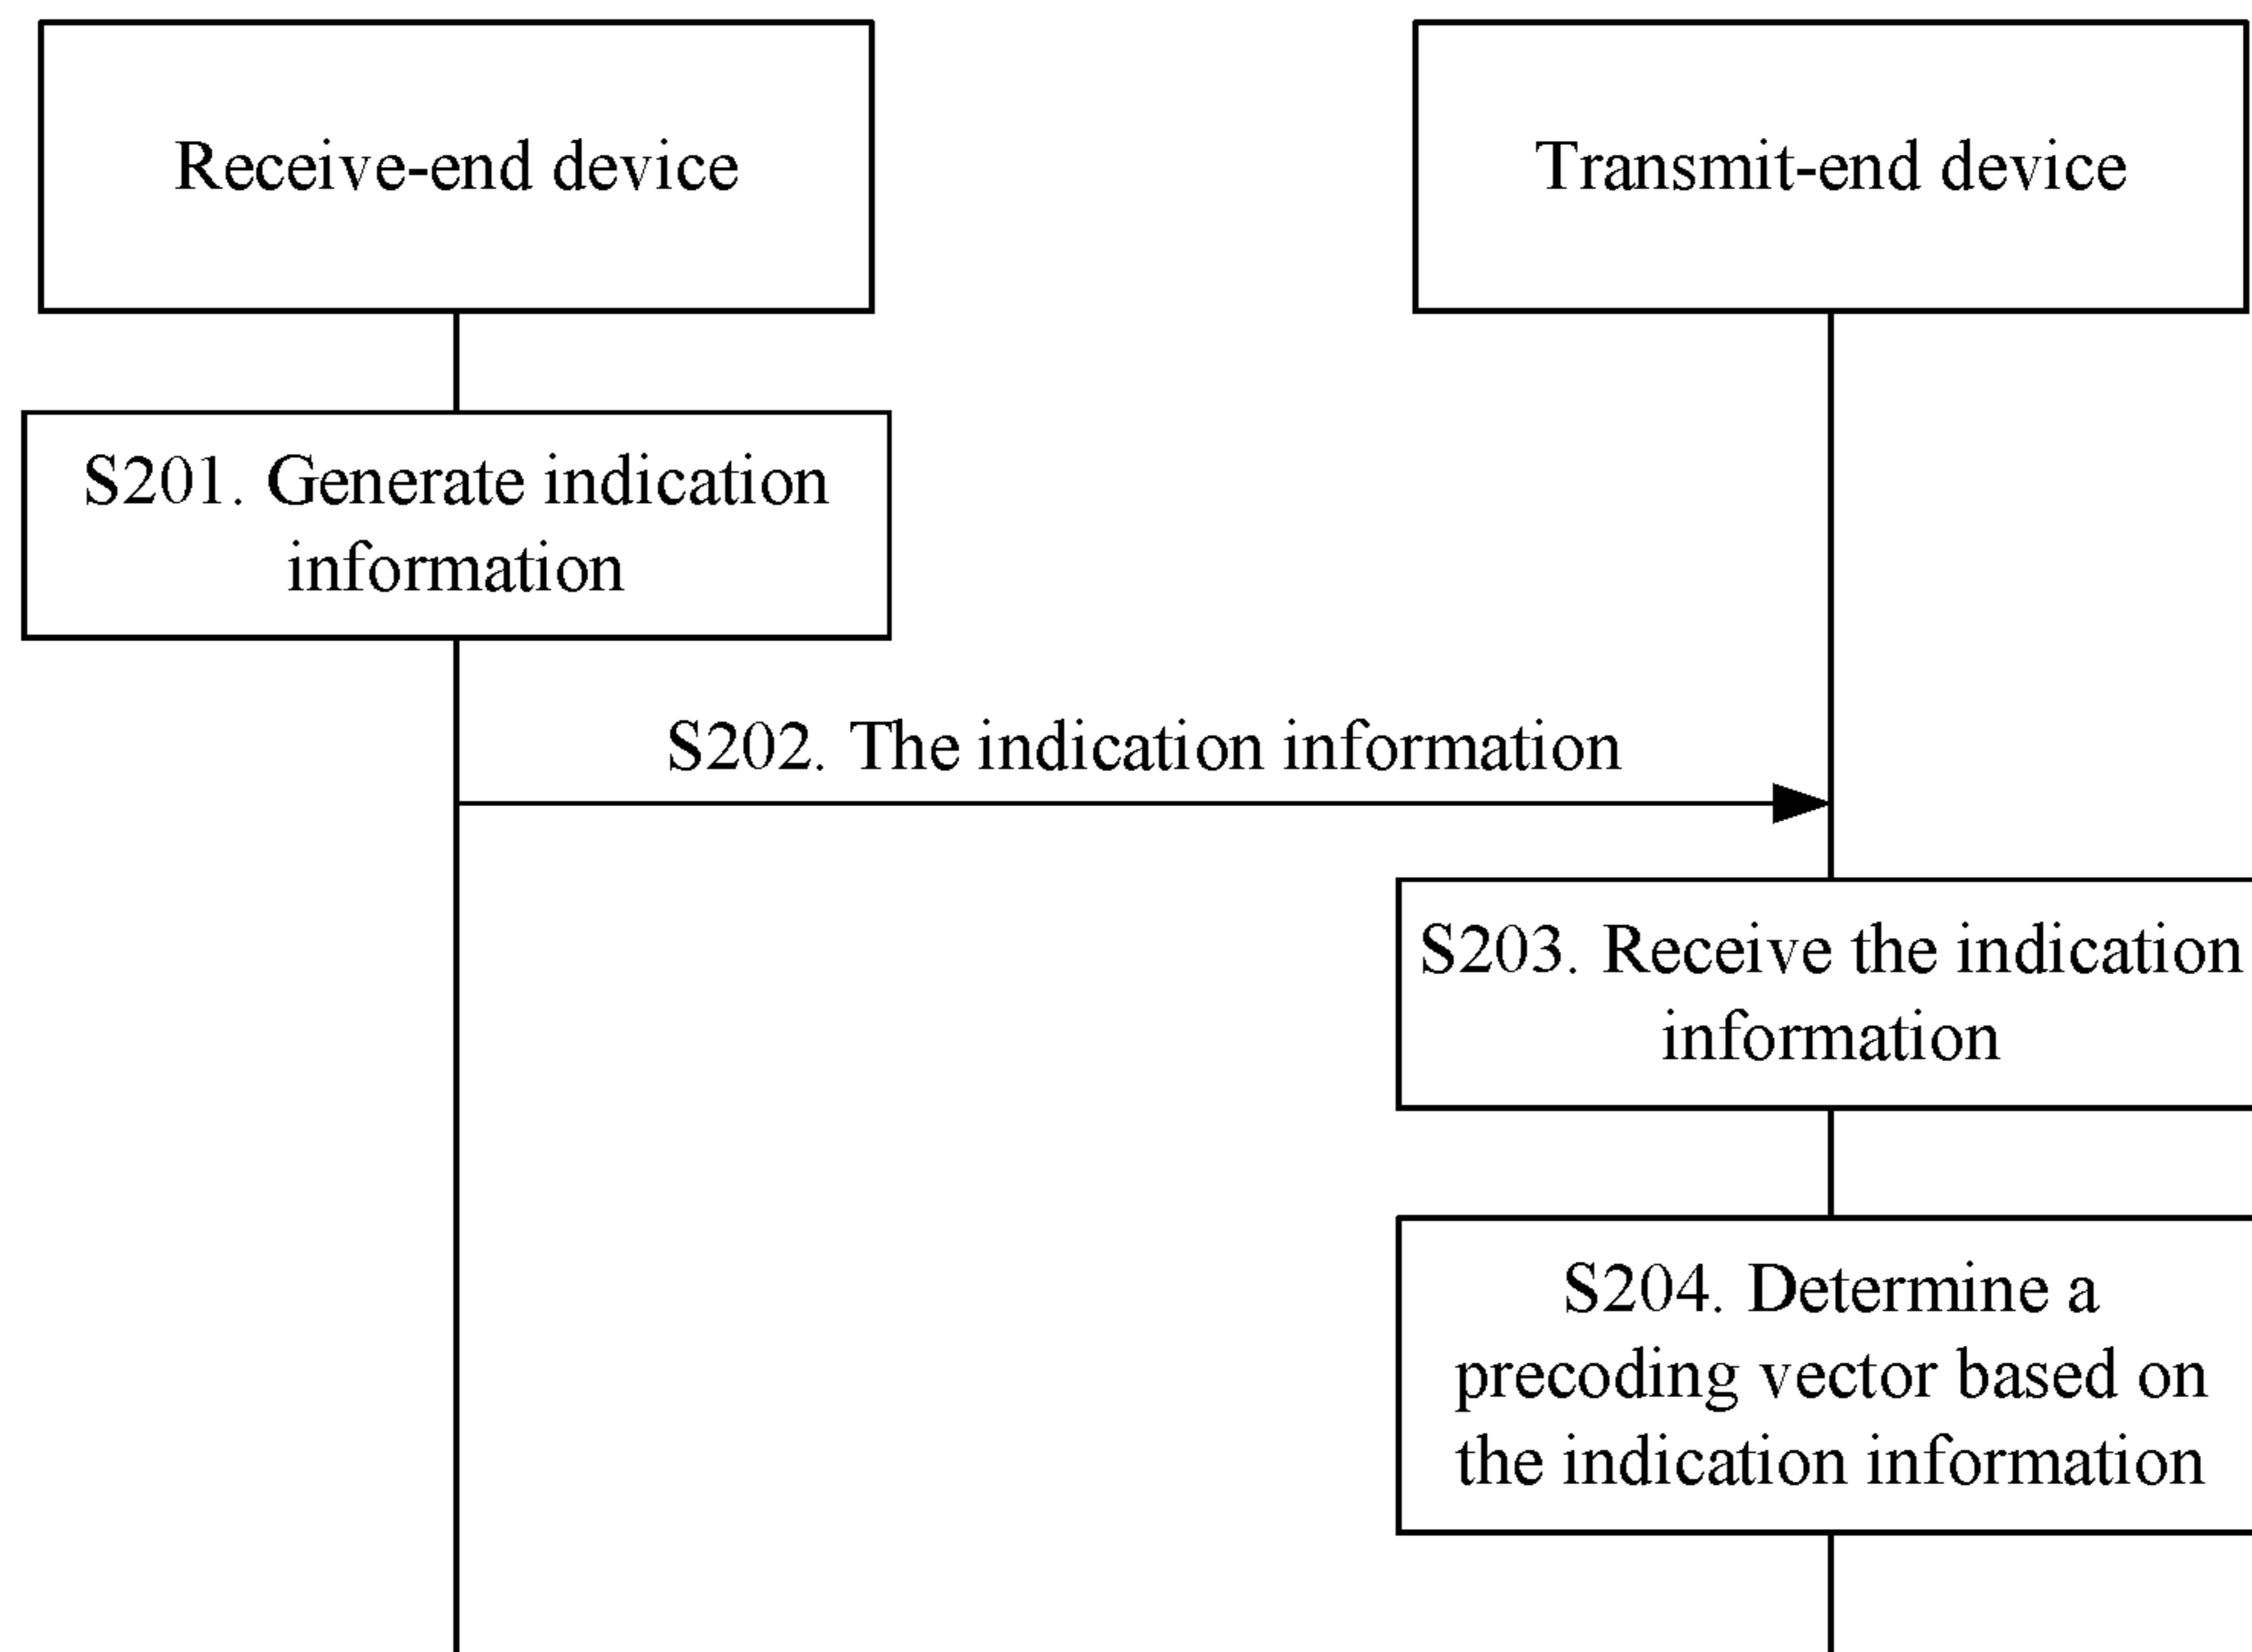 Receive-end device
Transmit-end device
S201. Generate indication
information
S202. The indication information
S203. Receive the indication
information
S204. Determine a
precoding vector based on
the indication information